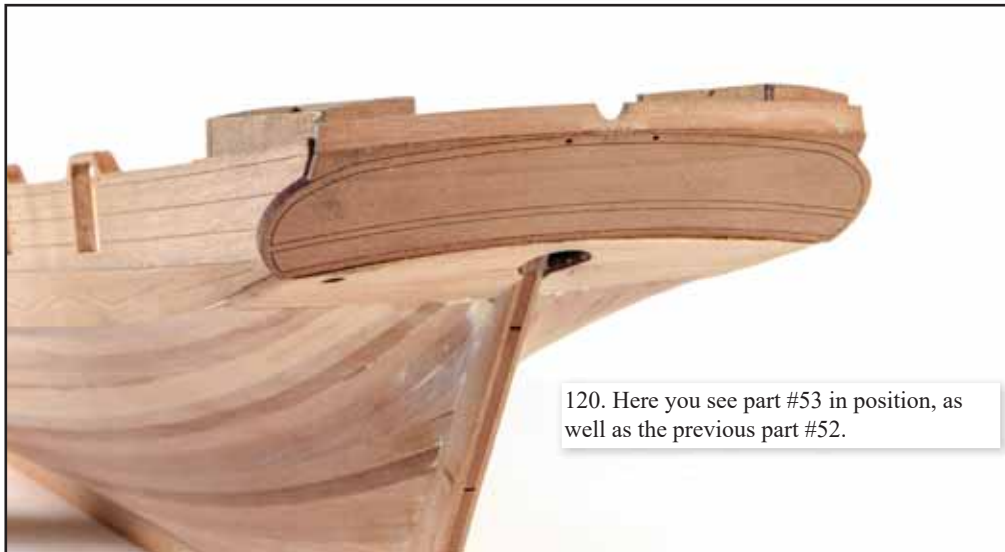 120. Here you see part #53 in position, as
well as the previous part #52.